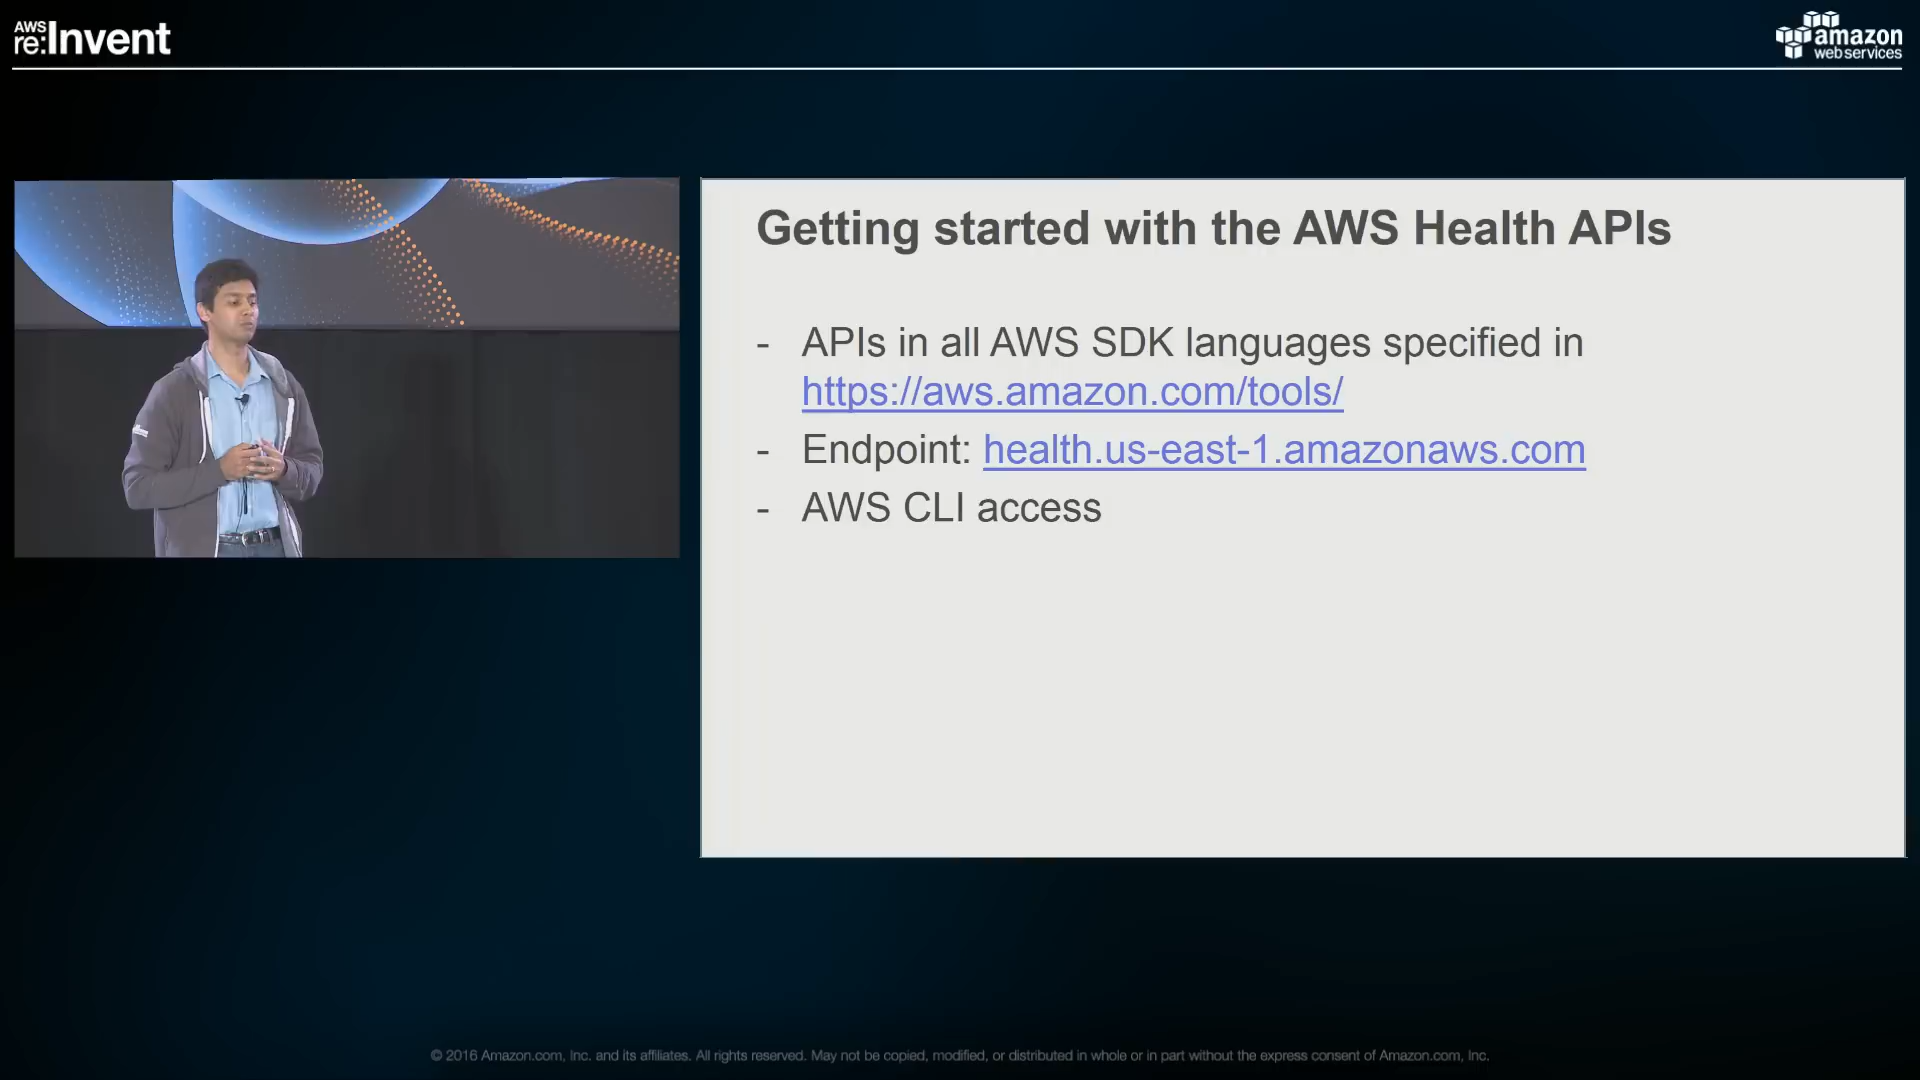 AWS
re:Invent
amazon
webservices
Getting started with the AWS Health APIs
- APIs in all AWS SDK languages specified in
https://aws.amazon.com/tools/
- Endpoint: health.us-east-1.amazonaws.com
- AWS CLI access
© 2016 Amazon.com, Inc. and its affiliates. All rights reserved. May not be copied, modified, or distributed in whole or in part without the express consent of Amazon.com, Inc.